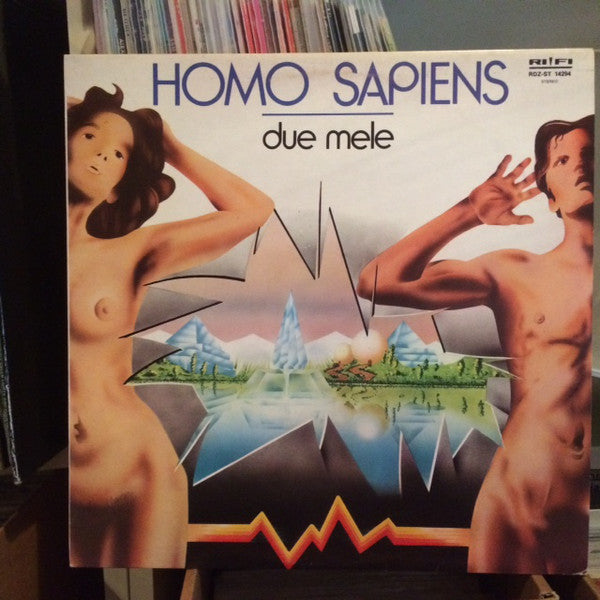 HOMO SAPIENS
due mele
RI/FI
RDZ-ST 14294
STEREO